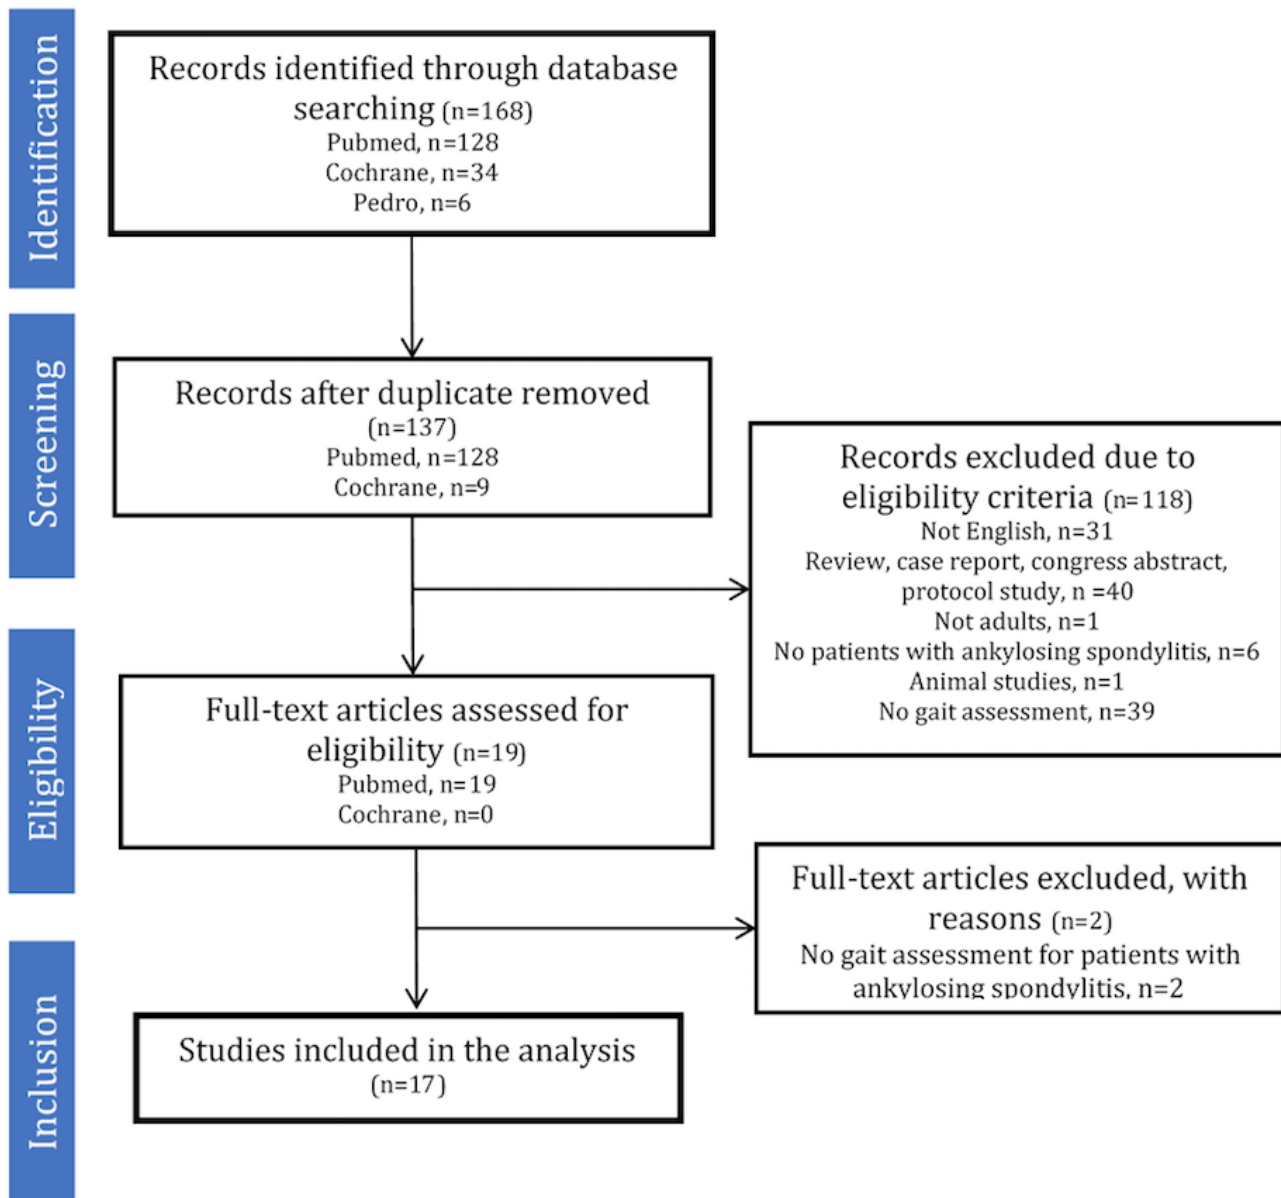 Identification
Records identified through database
searching (n=168)
Pubmed, n=128
Cochrane, n=34
Pedro, n=6
Screening
Records after duplicate removed
(n=137)
Pubmed, n=128
Cochrane, n=9
Records excluded due to
eligibility criteria (n=118)
Not English, n=31
Review, case report, congress abstract,
protocol study, n =40
Not adults, n=1
No patients with ankylosing spondylitis, n=6
Animal studies, n=1
No gait assessment, n=39
Eligibility
Full-text articles assessed for
eligibility (n=19)
Pubmed, n=19
Cochrane, n=0
Full-text articles excluded, with
reasons (n=2)
No gait assessment for patients with
ankylosing spondylitis, n=2
Inclusion
Studies included in the analysis
(n=17)